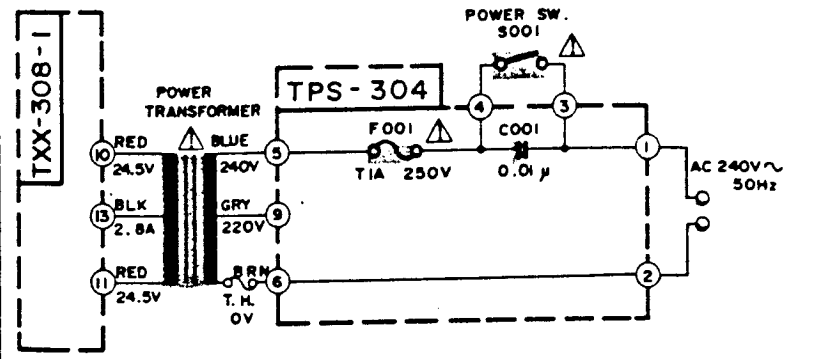 POWER SW.
S001
TXX-308-1
POWER
TRANSFORMER
TPS-304
4
3
F001
C001
10
RED
BLUE
5
1
24.5V
240V
T1A 250V
0.01 μ
AC 240V~
50Hz
13
BLK
GRY
9
2.8A
220V
11
RED
BRN
6
2
24.5V
T. H.
0V